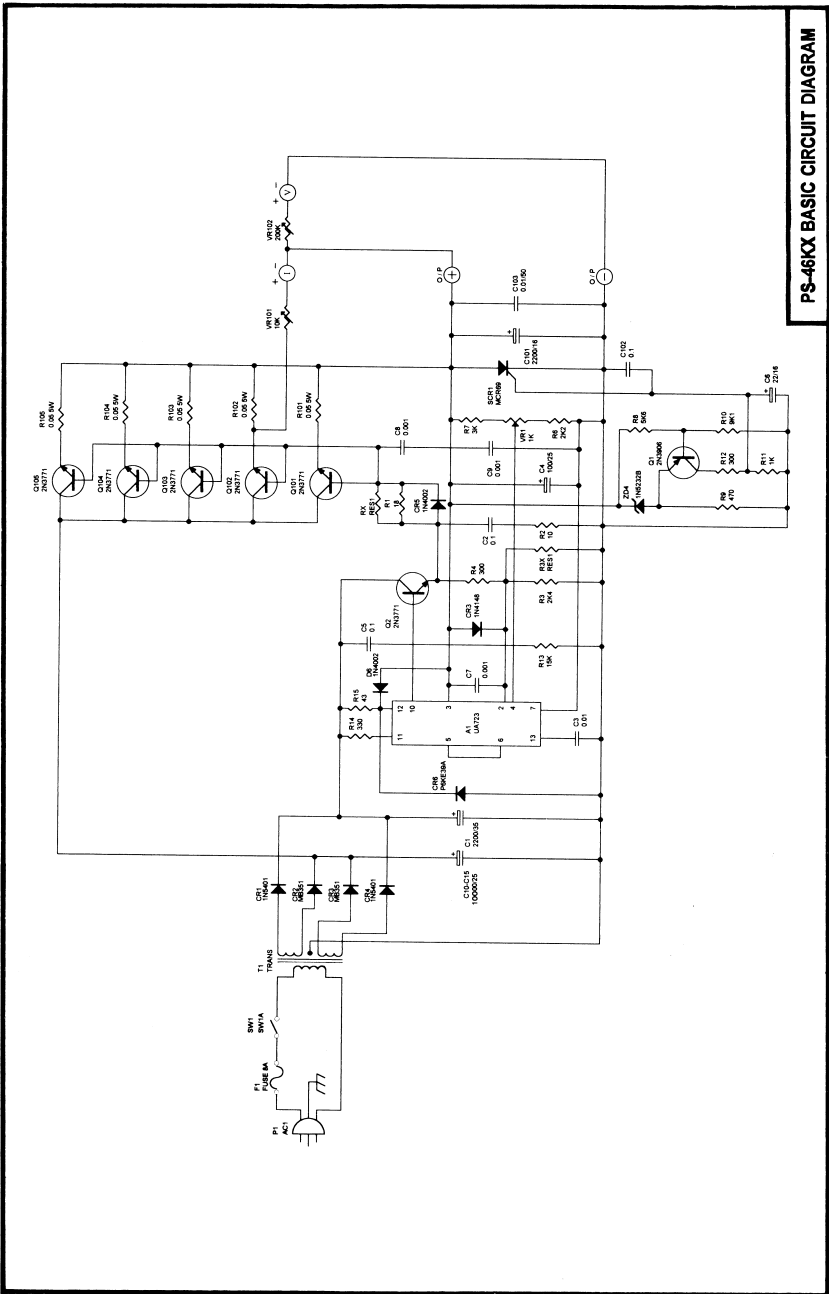 PS-46KX BASIC CIRCUIT DIAGRAM
P1
AC1
F1
FUSE 8A
SW1
SW1A
T1
TRANS
CR1
1N5401
CR2
MB351
MB351
CR4
1N5401
C10-C15
10000/25
+
C1
2200/35
+
CR6
P6KE39A
R14
330
R15
43
D6
1N4002
C5
0.1
A1
UA723
11
12
10
5
3
6
2
4
13
7
C3
0.01
C7
0.001
CR3
1N4148
R13
15K
Q2
2N3771
R4
300
R3
2K4
R3X
RES1
R2
10
C2
0.1
CR5
1N4002
R1
18
RX
RES1
C8
0.001
C9
0.001
C4
100/25
+
Q105
2N3771
Q104
2N3771
Q103
2N3771
Q102
2N3771
Q101
2N3771
R105
0.05 5W
R104
0.05 5W
R103
0.05 5W
R102
0.05 5W
R101
0.05 5W
R7
3K
VR1
1K
R6
2K2
SCR1
MCR69
C101
2200/16
+
C103
0.01/50
C102
0.1
VR101
10K
+ I -
VR102
200K
+ V -
O/P
+
O/P
-
ZD4
1N5232B
R9
470
Q1
2N3906
R8
5K6
R10
9K1
R12
300
R11
1K
C6
22/16
+